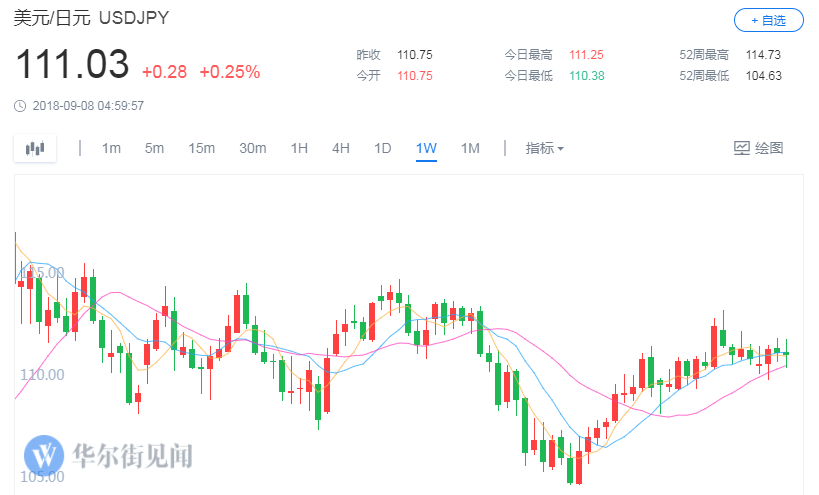 美元/日元 USDJPY
+ 自选
111.03 +0.28 +0.25%
昨收 110.75 今日最高 111.25 52周最高 114.73
今开 110.75 今日最低 110.38 52周最低 104.63
2018-09-08 04:59:57
1m 5m 15m 30m 1H 4H 1D 1W 1M 指标 绘图
115.00
110.00
W 华尔街见闻
105.00